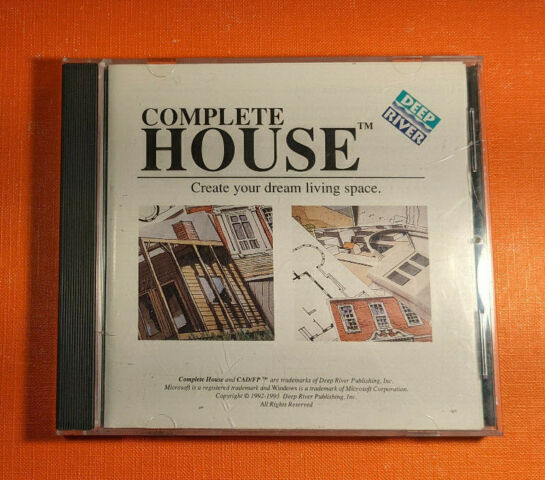 COMPLETE
HOUSE™
DEEP
RIVER
Create your dream living space.
Complete House and CAD/FP™ are trademarks of Deep River Publishing, Inc.
Microsoft is a registered trademark and Windows is a trademark of Microsoft Corporation.
Copyright © 1992-1993 Deep River Publishing, Inc.
All Rights Reserved